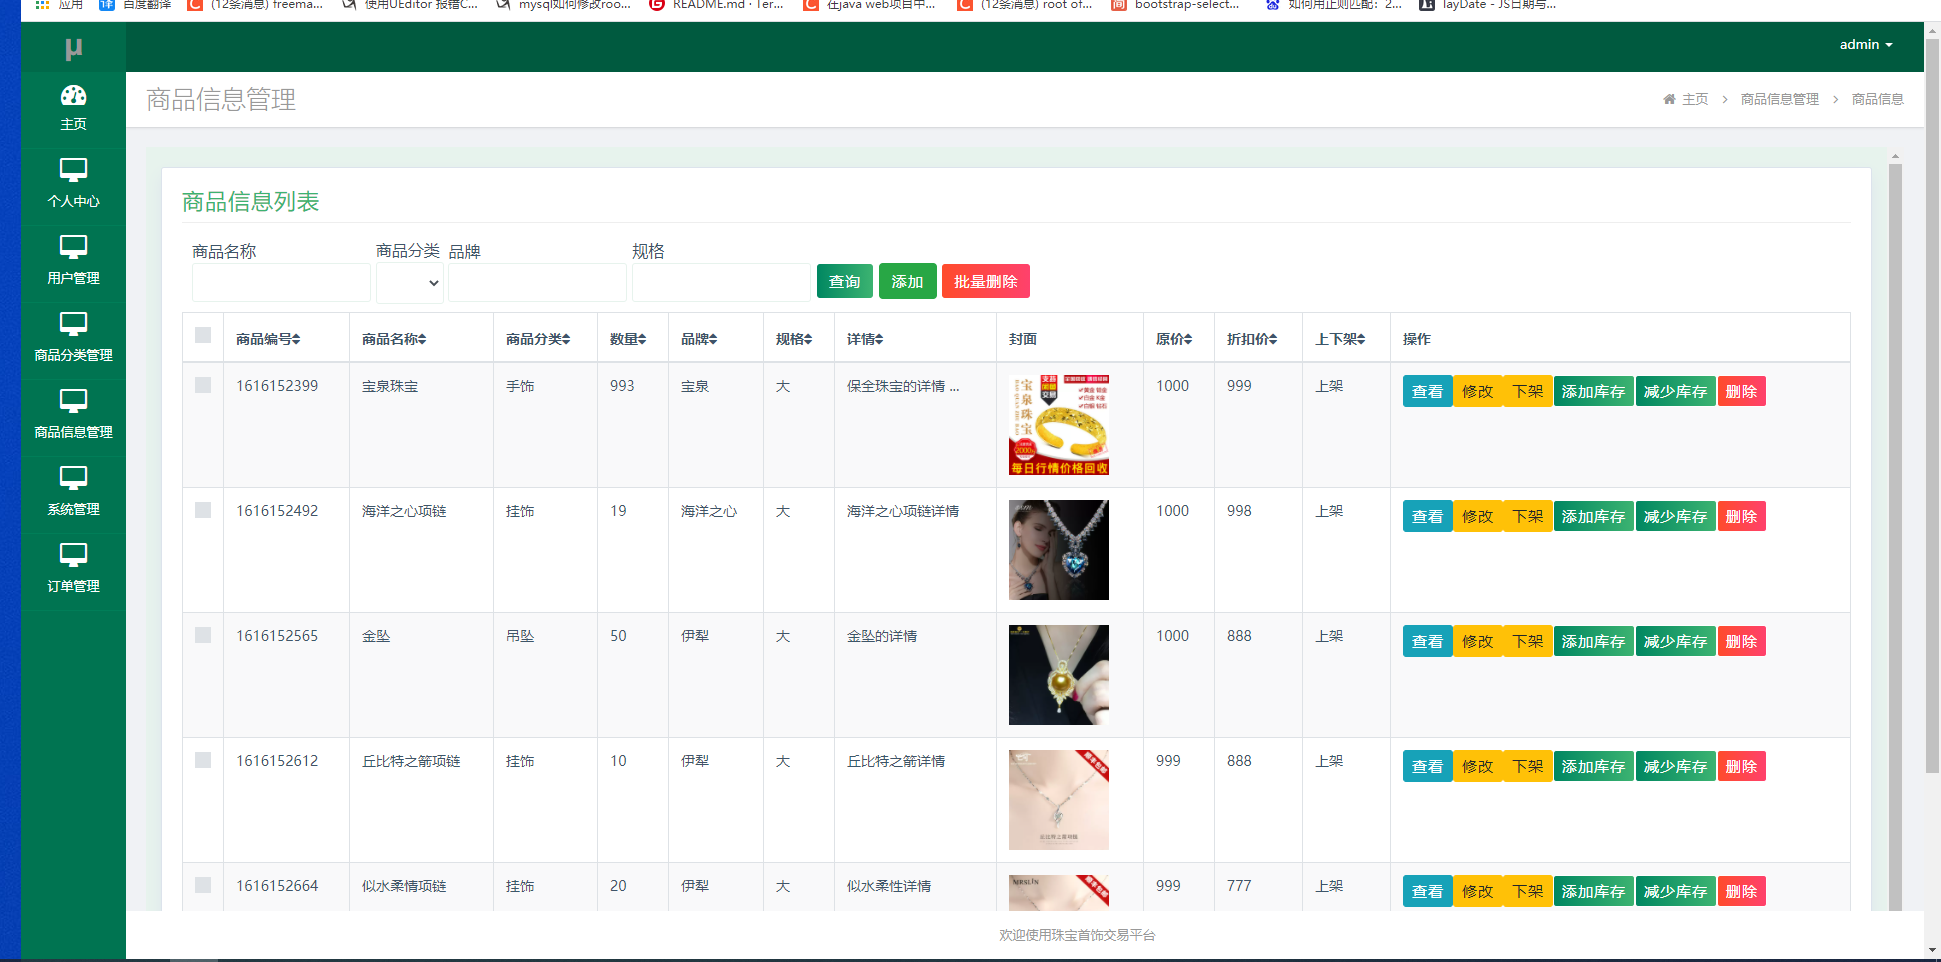 应用 百度翻译 (12条消息) freema... 使用UEditor 报错C... mysql如何修改roo... README.md · Ter... 在java web项目中... (12条消息) root of... bootstrap-select... 如何用正则匹配：2... layDate - JS日期与...
μ
admin
商品信息管理
主页 > 商品信息管理 > 商品信息
主页
个人中心
用户管理
商品分类管理
商品信息管理
系统管理
订单管理
商品信息列表
商品名称 商品分类 品牌 规格
查询 添加 批量删除
商品编号 商品名称 商品分类 数量 品牌 规格 详情 封面 原价 折扣价 上下架 操作
1616152399 宝泉珠宝 手饰 993 宝泉 大 保全珠宝的详情 ... 1000 999 上架 查看 修改 下架 添加库存 减少库存 删除
宝泉珠宝
每日行情价格回收
1616152492 海洋之心项链 挂饰 19 海洋之心 大 海洋之心项链详情 1000 998 上架 查看 修改 下架 添加库存 减少库存 删除
1616152565 金坠 吊坠 50 伊犁 大 金坠的详情 1000 888 上架 查看 修改 下架 添加库存 减少库存 删除
1616152612 丘比特之箭项链 挂饰 10 伊犁 大 丘比特之箭详情 999 888 上架 查看 修改 下架 添加库存 减少库存 删除
1616152664 似水柔情项链 挂饰 20 伊犁 大 似水柔性详情 999 777 上架 查看 修改 下架 添加库存 减少库存 删除
欢迎使用珠宝首饰交易平台